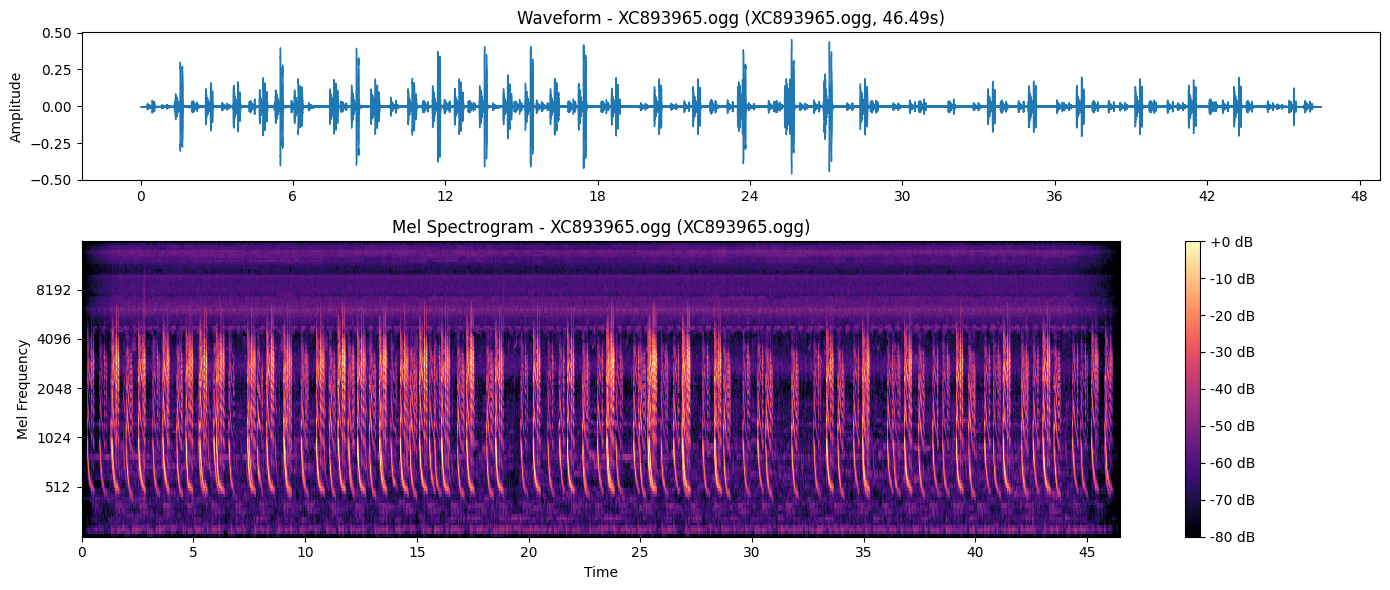 Waveform - XC893965.ogg (XC893965.ogg, 46.49s)
0.50
0.25
0.00
−0.25
−0.50
Amplitude
0 6 12 18 24 30 36 42 48
Mel Spectrogram - XC893965.ogg (XC893965.ogg)
8192
4096
2048
1024
512
Mel Frequency
0 5 10 15 20 25 30 35 40 45
Time
+0 dB
-10 dB
-20 dB
-30 dB
-40 dB
-50 dB
-60 dB
-70 dB
-80 dB